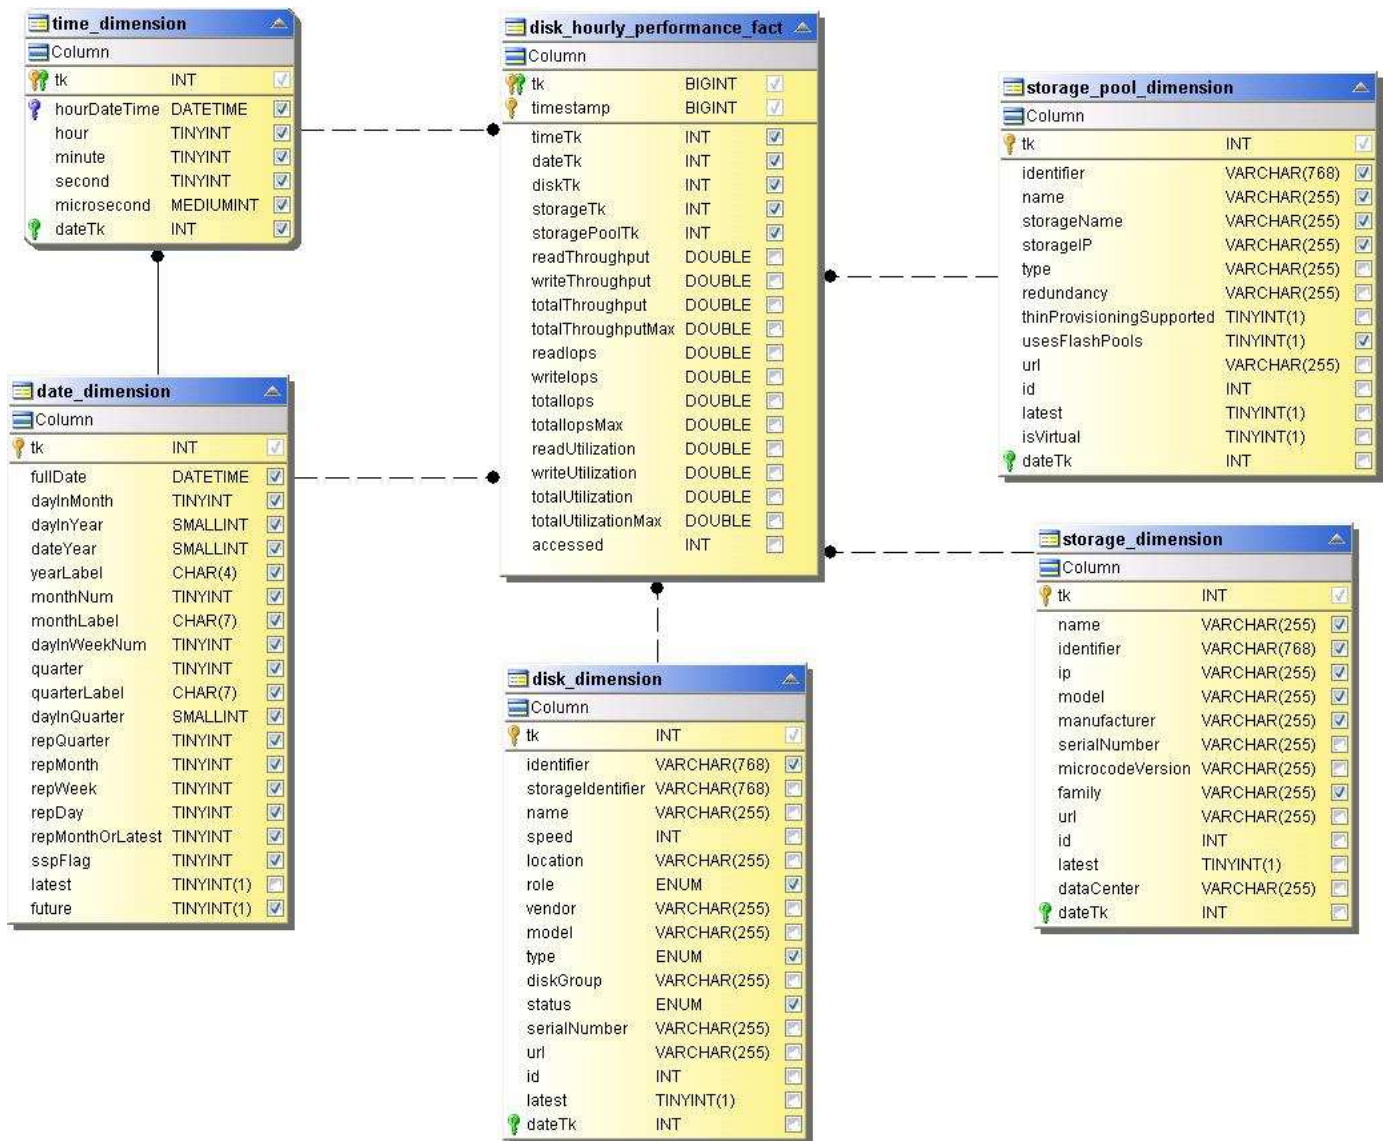 time_dimension
Column
tk INT
hourDateTime DATETIME
hour TINYINT
minute TINYINT
second TINYINT
microsecond MEDIUMINT
dateTk INT
disk_hourly_performance_fact
Column
tk BIGINT
timestamp BIGINT
timeTk INT
dateTk INT
diskTk INT
storageTk INT
storagePoolTk INT
readThroughput DOUBLE
writeThroughput DOUBLE
totalThroughput DOUBLE
totalThroughputMax DOUBLE
readIops DOUBLE
writeIops DOUBLE
totalIops DOUBLE
totalIopsMax DOUBLE
readUtilization DOUBLE
writeUtilization DOUBLE
totalUtilization DOUBLE
totalUtilizationMax DOUBLE
accessed INT
storage_pool_dimension
Column
tk INT
identifier VARCHAR(768)
name VARCHAR(255)
storageName VARCHAR(255)
storageIP VARCHAR(255)
type VARCHAR(255)
redundancy VARCHAR(255)
thinProvisioningSupported TINYINT(1)
usesFlashPools TINYINT(1)
url VARCHAR(255)
id INT
latest TINYINT(1)
isVirtual TINYINT(1)
dateTk INT
date_dimension
Column
tk INT
fullDate DATETIME
dayInMonth TINYINT
dayInYear SMALLINT
dateYear SMALLINT
yearLabel CHAR(4)
monthNum TINYINT
monthLabel CHAR(7)
dayInWeekNum TINYINT
quarter TINYINT
quarterLabel CHAR(7)
dayInQuarter SMALLINT
repQuarter TINYINT
repMonth TINYINT
repWeek TINYINT
repDay TINYINT
repMonthOrLatest TINYINT
sspFlag TINYINT
latest TINYINT(1)
future TINYINT(1)
storage_dimension
Column
tk INT
name VARCHAR(255)
identifier VARCHAR(768)
ip VARCHAR(255)
model VARCHAR(255)
manufacturer VARCHAR(255)
serialNumber VARCHAR(255)
microcodeVersion VARCHAR(255)
family VARCHAR(255)
url VARCHAR(255)
id INT
latest TINYINT(1)
dataCenter VARCHAR(255)
dateTk INT
disk_dimension
Column
tk INT
identifier VARCHAR(768)
storageIdentifier VARCHAR(768)
name VARCHAR(255)
speed INT
location VARCHAR(255)
role ENUM
vendor VARCHAR(255)
model VARCHAR(255)
type ENUM
diskGroup VARCHAR(255)
status ENUM
serialNumber VARCHAR(255)
url VARCHAR(255)
id INT
latest TINYINT(1)
dateTk INT